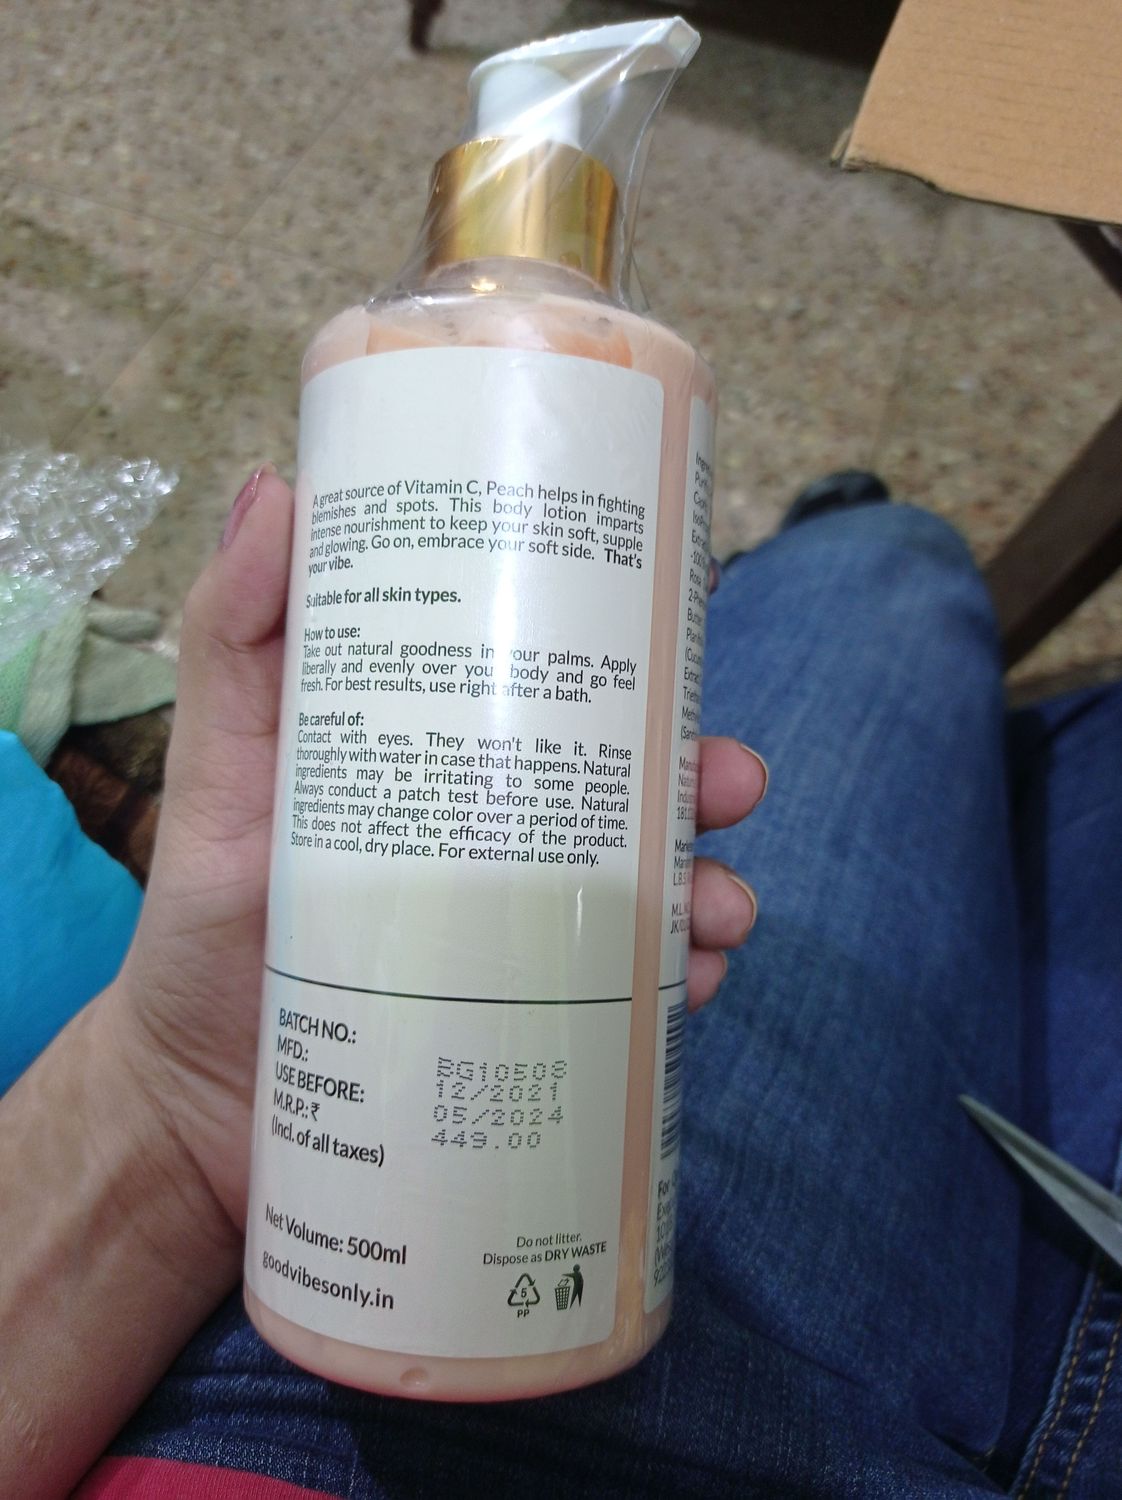 A great source of Vitamin C, Peach helps in fighting
blemishes and spots. This body lotion imparts
intense nourishment to keep your skin soft, supple
and glowing. Go on, embrace your soft side. That's
your vibe.
Suitable for all skin types.
How to use:
Take out natural goodness in your palms. Apply
liberally and evenly over your body and go feel
fresh. For best results, use right after a bath.
Be careful of:
Contact with eyes. They won't like it. Rinse
thoroughly with water in case that happens. Natural
ingredients may be irritating to some people.
Always conduct a patch test before use. Natural
ingredients may change color over a period of time.
This does not affect the efficacy of the product.
Store in a cool, dry place. For external use only.
BATCH NO.: BG10508
MFD.: 12/2021
USE BEFORE: 05/2024
M.R.P.: ₹ 449.00
(Incl. of all taxes)
Net Volume: 500ml
goodvibesonly.in
Do not litter.
Dispose as DRY WASTE
5
PP